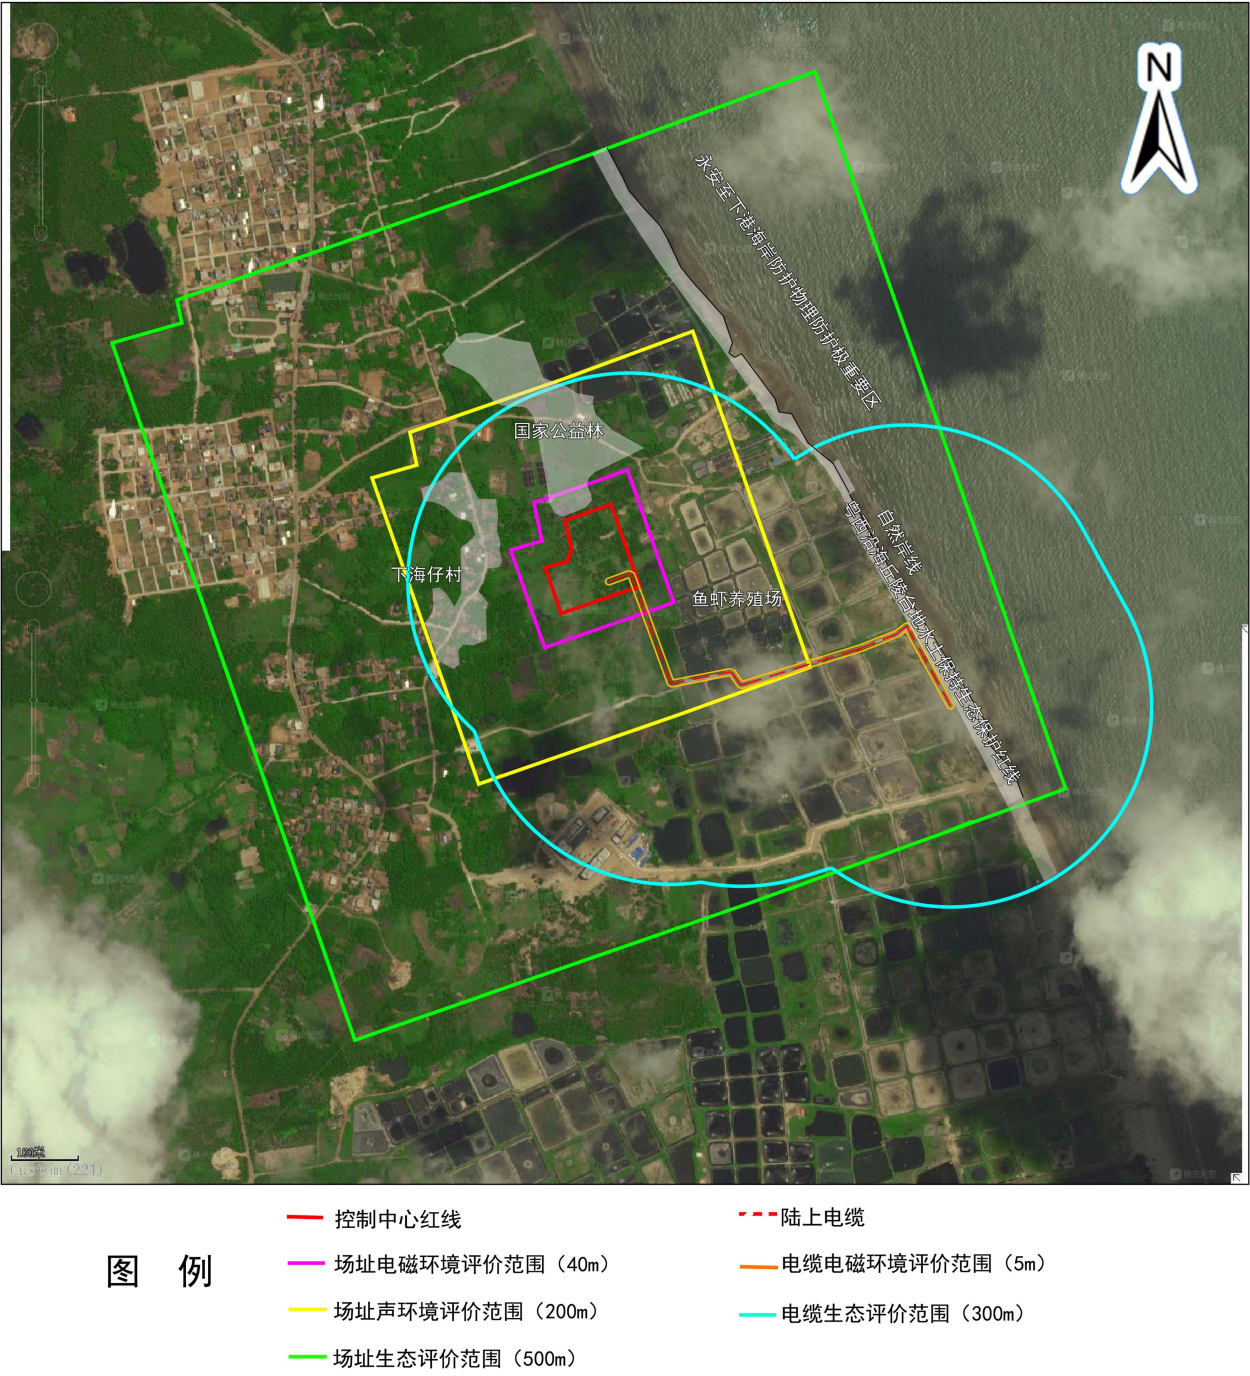 N
永安至下港海岸防护物理防护极重要区
国家公益林
自然岸线
粤西沿海丘陵台地水土保持生态保护红线
下海仔村
鱼虾养殖场
100米
Custom(221)
图 例
控制中心红线
陆上电缆
场址电磁环境评价范围（40m）
电缆电磁环境评价范围（5m）
场址声环境评价范围（200m）
电缆生态评价范围（300m）
场址生态评价范围（500m）